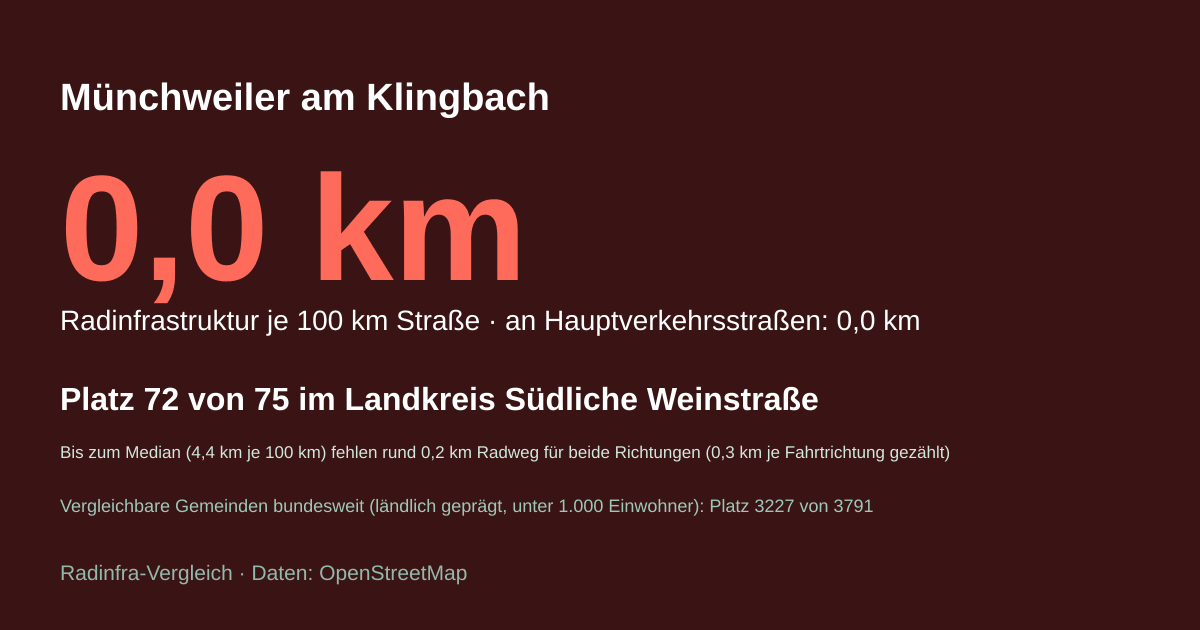 Münchweiler am Klingbach
0,0 km
Radinfrastruktur je 100 km Straße · an Hauptverkehrsstraßen: 0,0 km
Platz 72 von 75 im Landkreis Südliche Weinstraße
Bis zum Median (4,4 km je 100 km) fehlen rund 0,2 km Radweg für beide Richtungen (0,3 km je Fahrtrichtung gezählt)
Vergleichbare Gemeinden bundesweit (ländlich geprägt, unter 1.000 Einwohner): Platz 3227 von 3791
Radinfra-Vergleich · Daten: OpenStreetMap